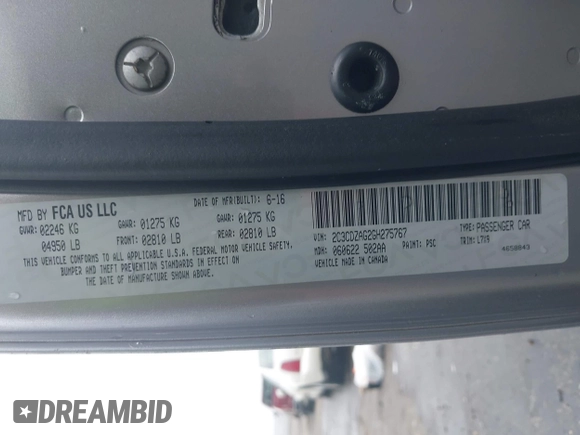 MFD BY FCA US LLC
DATE OF MFR(BUILT): 6-16
GVWR: 02246 KG
GAWR: 01275 KG
GAWR: 01275 KG
04950 LB
FRONT: 02810 LB
REAR: 02810 LB
THIS VEHICLE CONFORMS TO ALL APPLICABLE U.S.A. FEDERAL MOTOR VEHICLE SAFETY,
BUMPER AND THEFT PREVENTION STANDARDS IN EFFECT ON
THE DATE OF MANUFACTURE SHOWN ABOVE.
VIN: 2C3CDZAG2GH275767
TYPE: PASSENGER CAR
MDH: 060622 502AA
PAINT: PSC
TRIM: L7X9
VEHICLE MADE IN CANADA
4658843
DREAMBID